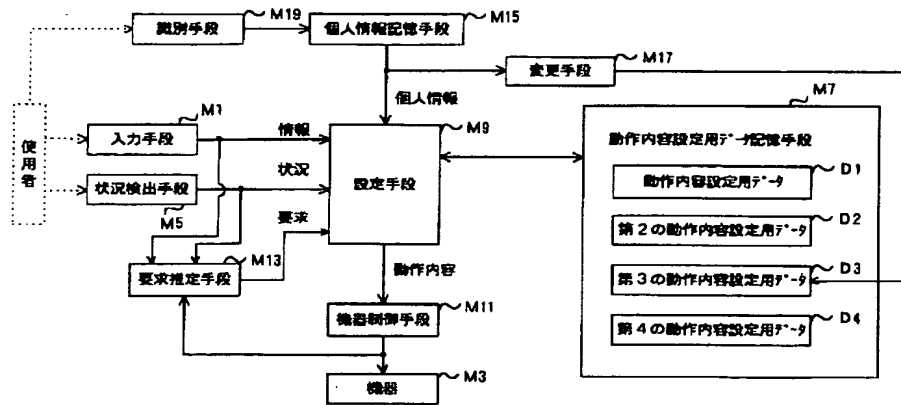 識別手段
M19
個人情報記憶手段
M15
変更手段
M17
個人情報
使用者
入力手段
M1
情報
設定手段
M9
動作内容設定用データ記憶手段
M7
動作内容設定用データ
D1
状況検出手段
M5
状況
第2の動作内容設定用データ
D2
要求
要求推定手段
M13
動作内容
第3の動作内容設定用データ
D3
機器制御手段
M11
第4の動作内容設定用データ
D4
機器
M3